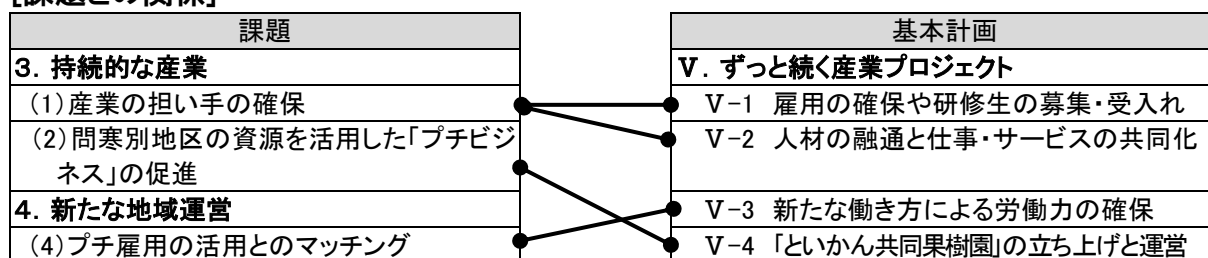 [課題との関係]
課題
3．持続的な産業
(1)産業の担い手の確保
(2)問寒別地区の資源を活用した「プチビジ
ネス」の促進
4．新たな地域運営
(4)プチ雇用の活用とのマッチング
基本計画
Ⅴ．ずっと続く産業プロジェクト
Ⅴ-1 雇用の確保や研修生の募集・受入れ
Ⅴ-2 人材の融通と仕事・サービスの共同化
Ⅴ-3 新たな働き方による労働力の確保
Ⅴ-4 「といかん共同果樹園」の立ち上げと運営